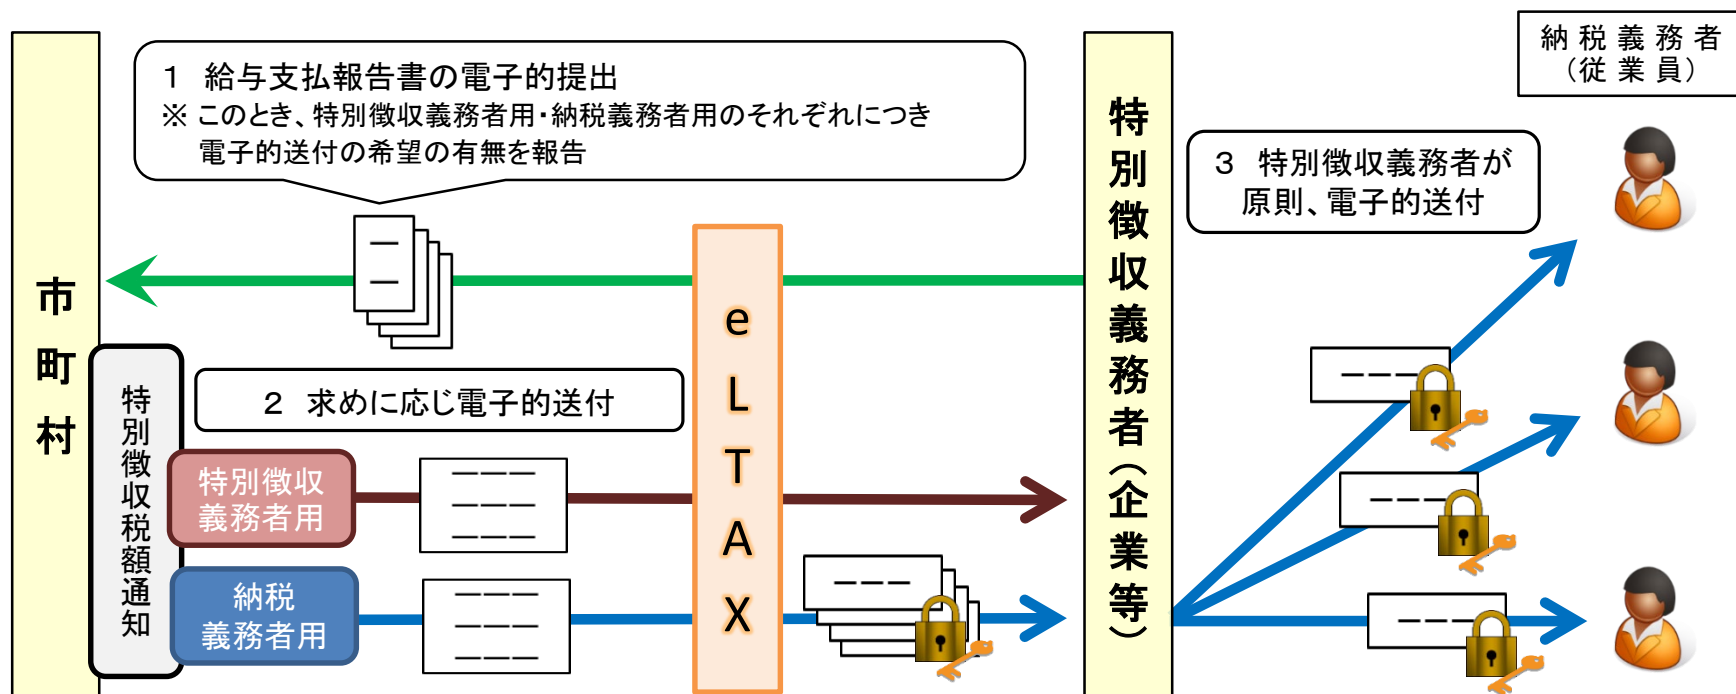 納税義務者
（従業員）
1 給与支払報告書の電子的提出
※ このとき、特別徴収義務者用・納税義務者用のそれぞれにつき
電子的送付の希望の有無を報告
特別徴収義務者（企業等）
3 特別徴収義務者が
原則、電子的送付
市町村
eLTAX
2 求めに応じ電子的送付
特別徴収税額通知
特別徴収
義務者用
納税
義務者用